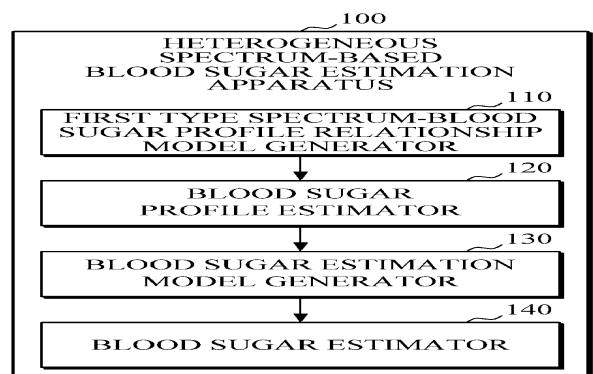 100
HETEROGENEOUS
SPECTRUM-BASED
BLOOD SUGAR ESTIMATION
APPARATUS
110
FIRST TYPE SPECTRUM-BLOOD
SUGAR PROFILE RELATIONSHIP
MODEL GENERATOR
120
BLOOD SUGAR
PROFILE ESTIMATOR
130
BLOOD SUGAR ESTIMATION
MODEL GENERATOR
140
BLOOD SUGAR ESTIMATOR